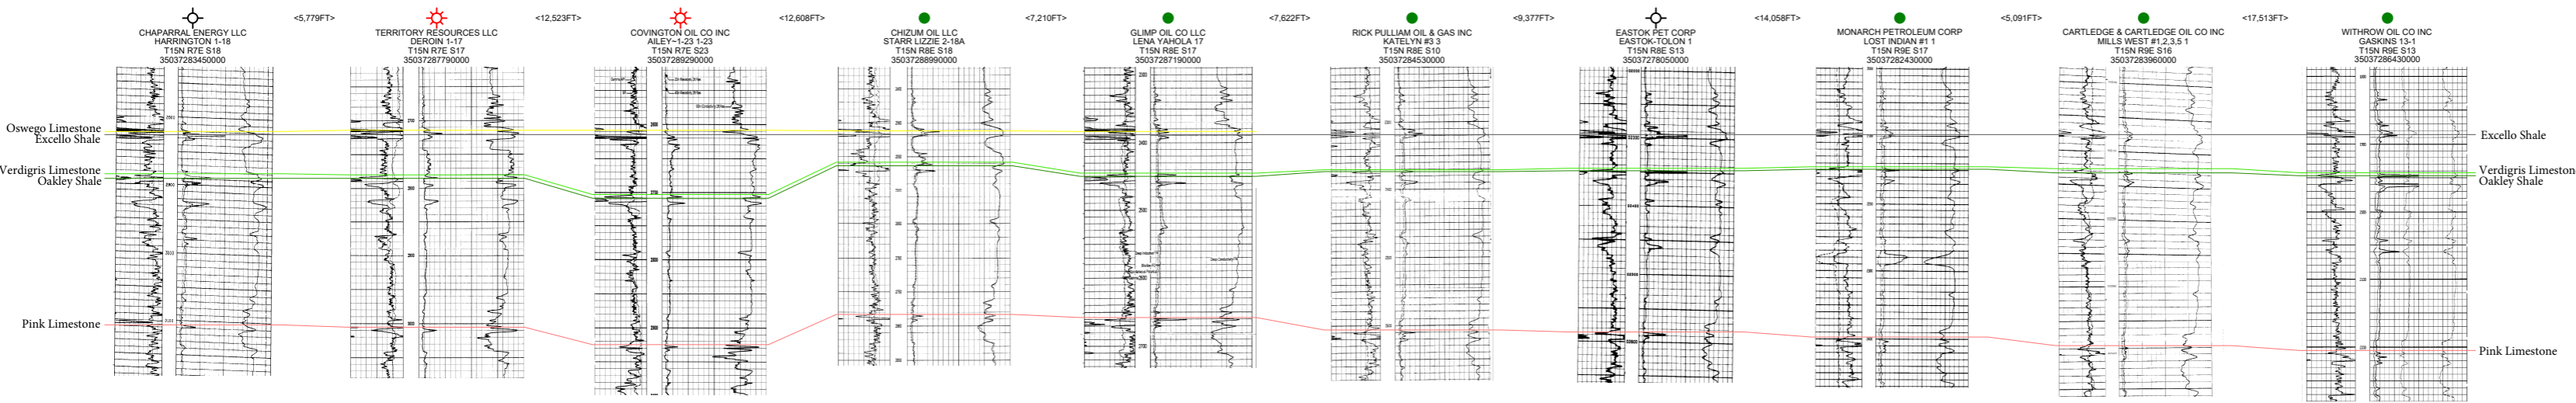 <5,779FT>
<12,523FT>
<12,608FT>
<7,210FT>
<7,622FT>
<9,377FT>
<14,058FT>
<5,091FT>
<17,513FT>
CHAPARRAL ENERGY LLC
HARRINGTON 1-18
T15N R7E S18
35037283450000
TERRITORY RESOURCES LLC
DEROIN 1-17
T15N R7E S17
35037287790000
COVINGTON OIL CO INC
AILEY~1-23 1-23
T15N R7E S23
35037289290000
CHIZUM OIL LLC
STARR LIZZIE 2-18A
T15N R8E S18
35037288990000
GLIMP OIL CO LLC
LENA YAHOLA 17
T15N R8E S17
35037287190000
RICK PULLIAM OIL & GAS INC
KATELYN #3 3
T15N R8E S10
35037284530000
EASTOK PET CORP
EASTOK-TOLON 1
T15N R8E S13
35037278050000
MONARCH PETROLEUM CORP
LOST INDIAN #1 1
T15N R9E S17
35037282430000
CARTLEDGE & CARTLEDGE OIL CO INC
MILLS WEST #1,2,3,5 1
T15N R9E S16
35037283960000
WITHROW OIL CO INC
GASKINS 13-1
T15N R9E S13
35037286430000
Oswego Limestone
Excello Shale
Verdigris Limestone
Oakley Shale
Pink Limestone
Excello Shale
Verdigris Limestone
Oakley Shale
Pink Limestone